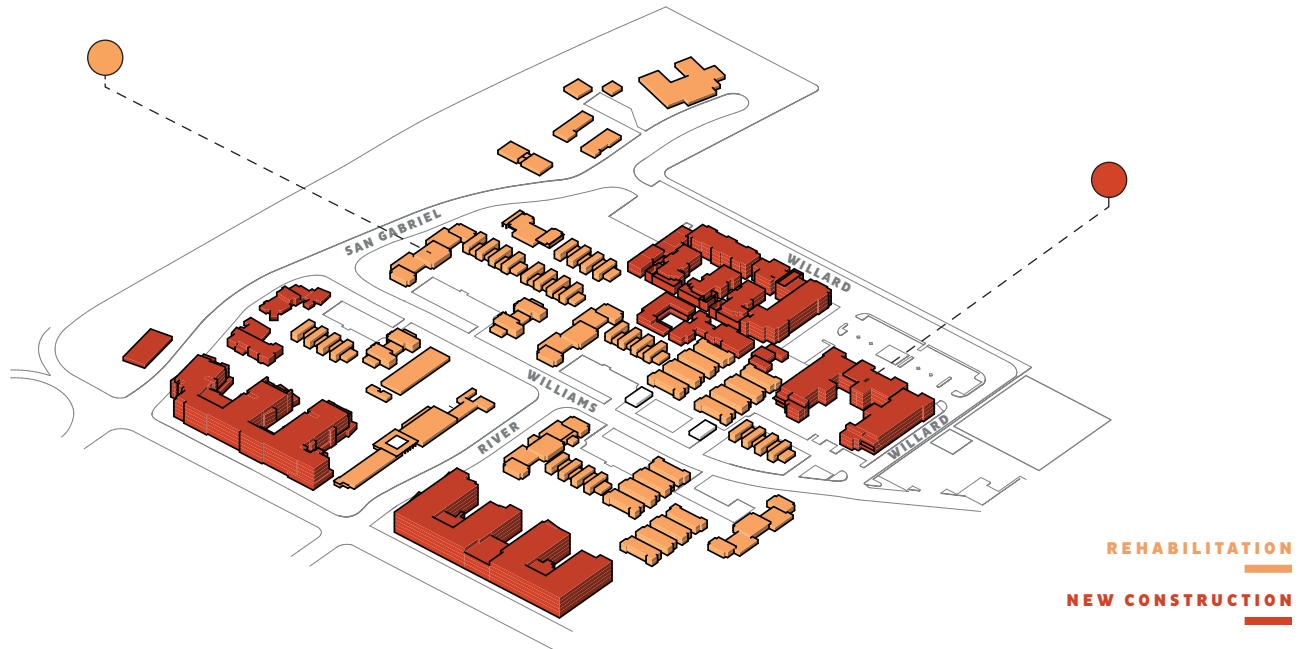 SAN GABRIEL
WILLARD
WILLIAMS
RIVER
WILLARD
REHABILITATION
NEW CONSTRUCTION